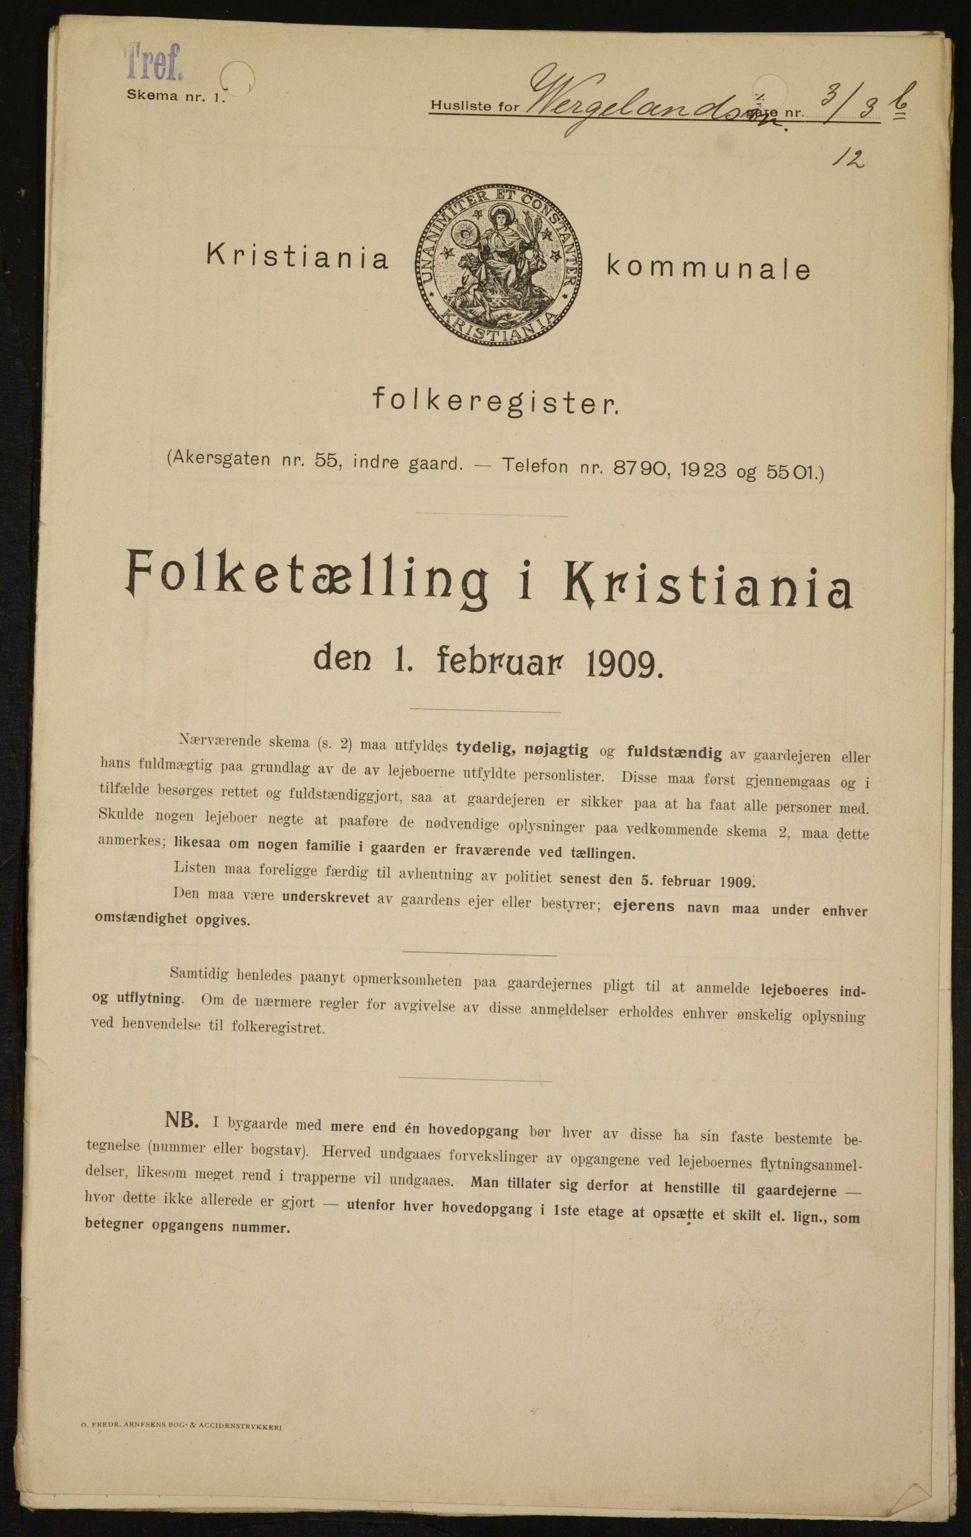 Tref.
Skema nr. 1.
Husliste for Wergelandsvn. gate nr. 3/3 b
12
UNANIMITER ET CONSTANTER
KRISTIANIA
Kristiania kommunale
folkeregister.
(Akersgaten nr. 55, indre gaard. — Telefon nr. 8790, 1923 og 5501.)
Folketælling i Kristiania
den 1. februar 1909.
Nærværende skema (s. 2) maa utfyldes tydelig, nøjagtig og fuldstændig av gaardejeren eller
hans fuldmægtig paa grundlag av de av lejeboerne utfyldte personlister. Disse maa først gjennemgaas og i
tilfælde besørges rettet og fuldstændiggjort, saa at gaardejeren er sikker paa at ha faat alle personer med.
Skulde nogen lejeboer negte at paaføre de nødvendige oplysninger paa vedkommende skema 2, maa dette
anmerkes; likesaa om nogen familie i gaarden er fraværende ved tællingen.
Listen maa foreligge færdig til avhentning av politiet senest den 5. februar 1909.
Den maa være underskrevet av gaardens ejer eller bestyrer; ejerens navn maa under enhver
omstændighet opgives.
Samtidig henledes paanyt opmerksomheten paa gaardejernes pligt til at anmelde lejeboeres ind-
og utflytning. Om de nærmere regler for avgivelse av disse anmeldelser erholdes enhver ønskelig oplysning
ved henvendelse til folkeregistret.
NB. I bygaarde med mere end én hovedopgang bør hver av disse ha sin faste bestemte be-
tegnelse (nummer eller bogstav). Herved undgaaes forvekslinger av opgangene ved lejeboernes flytningsanmel-
delser, likesom meget rend i trapperne vil undgaaes. Man tillater sig derfor at henstille til gaardejerne —
hvor dette ikke allerede er gjort — utenfor hver hovedopgang i 1ste etage at opsætte et skilt el. lign., som
betegner opgangens nummer.
O. FREDR. ARNESENS BOG- & ACCIDENSTRYKKERI